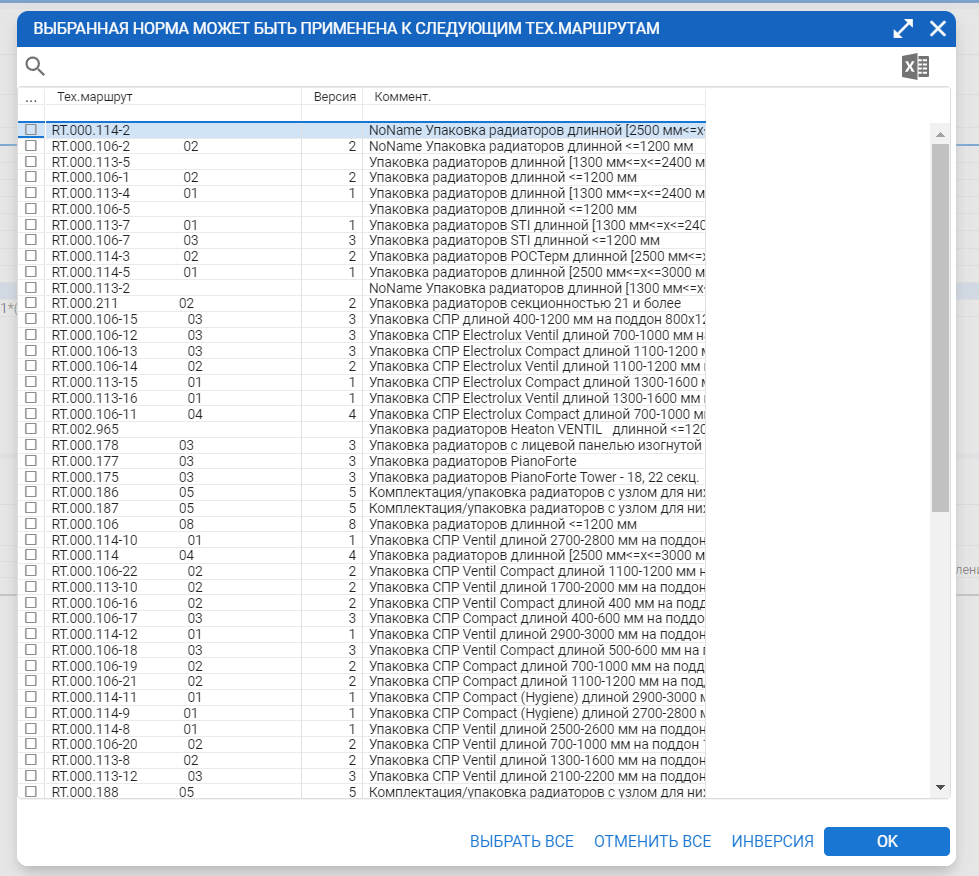 ВЫБРАННАЯ НОРМА МОЖЕТ БЫТЬ ПРИМЕНЕНА К СЛЕДУЮЩИМ ТЕХ.МАРШРУТАМ
... Тех.маршрут Версия Коммент.
RT.000.114-2 NoName Упаковка радиаторов длинной [2500 мм<=x<
RT.000.106-2 02 2 NoName Упаковка радиаторов длинной <=1200 мм
RT.000.113-5 Упаковка радиаторов длинной [1300 мм<=x<=2400 м
RT.000.106-1 02 2 Упаковка радиаторов длинной <=1200 мм
RT.000.113-4 01 1 Упаковка радиаторов длинной [1300 мм<=x<=2400 м
RT.000.106-5 Упаковка радиаторов длинной <=1200 мм
RT.000.113-7 01 1 Упаковка радиаторов STI длинной [1300 мм<=x<=240
RT.000.106-7 03 3 Упаковка радиаторов STI длинной <=1200 мм
RT.000.114-3 02 2 Упаковка радиаторов РОСТерм длинной [2500 мм<=x
RT.000.114-5 01 1 Упаковка радиаторов длинной [2500 мм<=x<=3000 м
RT.000.113-2 NoName Упаковка радиаторов длинной [1300 мм<=x<
RT.000.211 02 2 Упаковка радиаторов секционностью 21 и более
RT.000.106-15 03 3 Упаковка СПР длиной 400-1200 мм на поддон 800x12
RT.000.106-12 03 3 Упаковка СПР Electrolux Ventil длиной 700-1000 мм н
RT.000.106-13 03 3 Упаковка СПР Electrolux Compact длиной 1100-1200 м
RT.000.106-14 02 2 Упаковка СПР Electrolux Ventil длиной 1100-1200 мм
RT.000.113-15 01 1 Упаковка СПР Electrolux Compact длиной 1300-1600 м
RT.000.113-16 01 1 Упаковка СПР Electrolux Ventil длиной 1300-1600 мм
RT.000.106-11 04 4 Упаковка СПР Electrolux Compact длиной 700-1000 м
RT.002.965 Упаковка радиаторов Heaton VENTIL длинной <=120
RT.000.178 03 3 Упаковка радиаторов с лицевой панелью изогнутой
RT.000.177 03 3 Упаковка радиаторов PianoForte
RT.000.175 03 3 Упаковка радиаторов PianoForte Tower - 18, 22 секц.
RT.000.186 05 5 Комплектация/упаковка радиаторов с узлом для ниж
RT.000.187 05 5 Комплектация/упаковка радиаторов с узлом для ниж
RT.000.106 08 8 Упаковка радиаторов длинной <=1200 мм
RT.000.114-10 01 1 Упаковка СПР Ventil длиной 2700-2800 мм на поддон
RT.000.114 04 4 Упаковка радиаторов длинной [2500 мм<=x<=3000 м
RT.000.106-22 02 2 Упаковка СПР Ventil Compact длиной 1100-1200 мм н
RT.000.113-10 02 2 Упаковка СПР Ventil длиной 1700-2000 мм на поддон
RT.000.106-16 02 2 Упаковка СПР Ventil Compact длиной 400 мм на подд
RT.000.106-17 03 3 Упаковка СПР Compact длиной 400-600 мм на поддо
RT.000.114-12 01 1 Упаковка СПР Ventil длиной 2900-3000 мм на поддон
RT.000.106-18 03 3 Упаковка СПР Ventil Compact длиной 500-600 мм на п
RT.000.106-19 02 2 Упаковка СПР Compact длиной 700-1000 мм на подд
RT.000.106-21 02 2 Упаковка СПР Compact длиной 1100-1200 мм на под
RT.000.114-11 01 1 Упаковка СПР Compact (Hygiene) длиной 2900-3000 м
RT.000.114-9 01 1 Упаковка СПР Compact (Hygiene) длиной 2700-2800 м
RT.000.114-8 01 1 Упаковка СПР Ventil длиной 2500-2600 мм на поддон
RT.000.106-20 02 2 Упаковка СПР Ventil длиной 700-1000 мм на поддон 1
RT.000.113-8 02 2 Упаковка СПР Ventil длиной 1300-1600 мм на поддон
RT.000.113-12 03 3 Упаковка СПР Ventil длиной 2100-2200 мм на поддон
RT.000.188 05 5 Комплектация/упаковка радиаторов с узлом для ниж
ВЫБРАТЬ ВСЕ ОТМЕНИТЬ ВСЕ ИНВЕРСИЯ OK